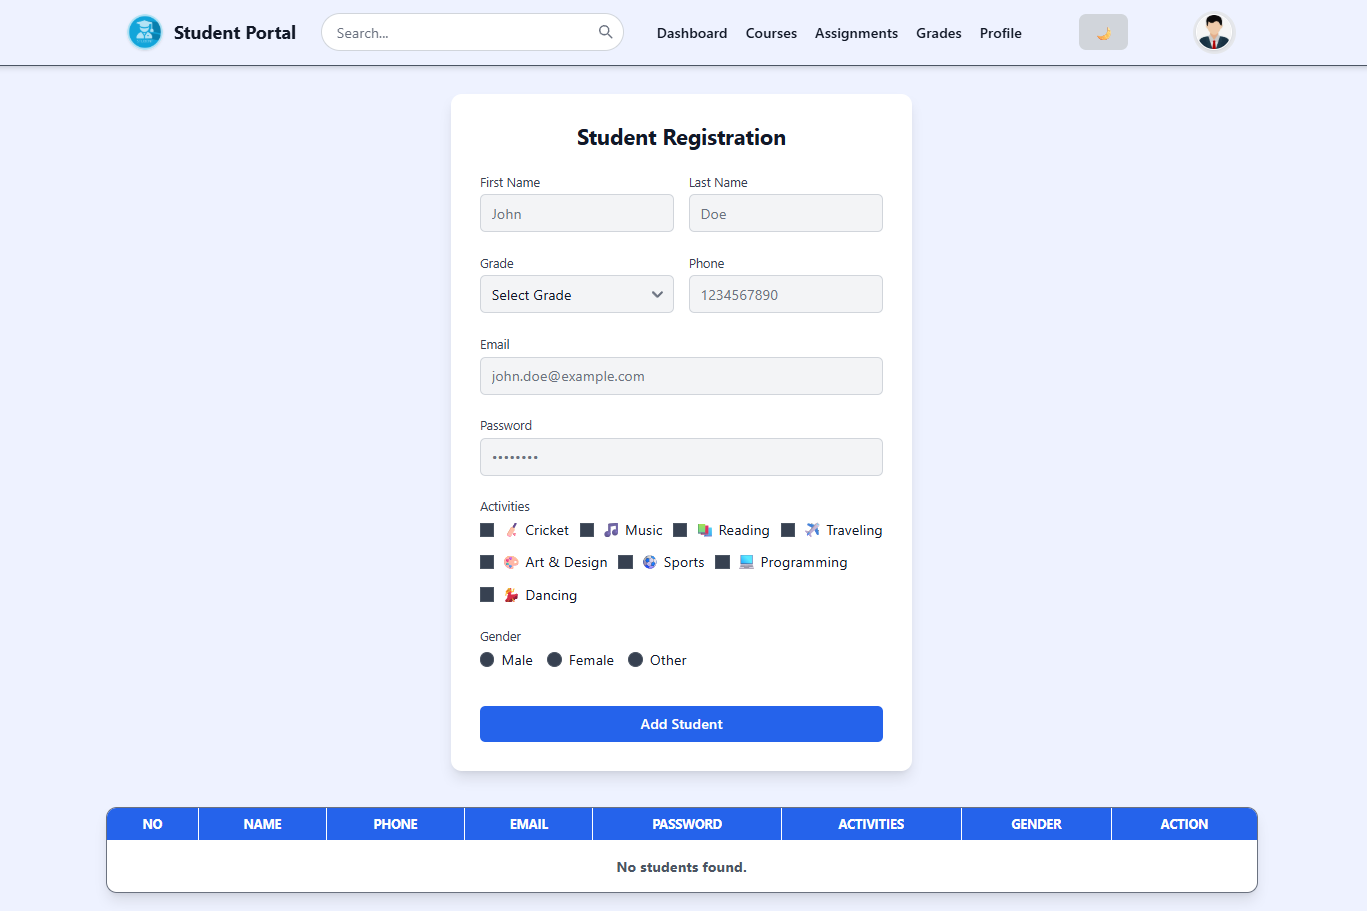 Student Portal
Search...
Dashboard Courses Assignments Grades Profile
Student Registration
First Name Last Name
John Doe
Grade Phone
Select Grade 1234567890
Email
john.doe@example.com
Password
••••••••
Activities
Cricket Music Reading Traveling
Art & Design Sports Programming
Dancing
Gender
Male Female Other
Add Student
NO NAME PHONE EMAIL PASSWORD ACTIVITIES GENDER ACTION
No students found.